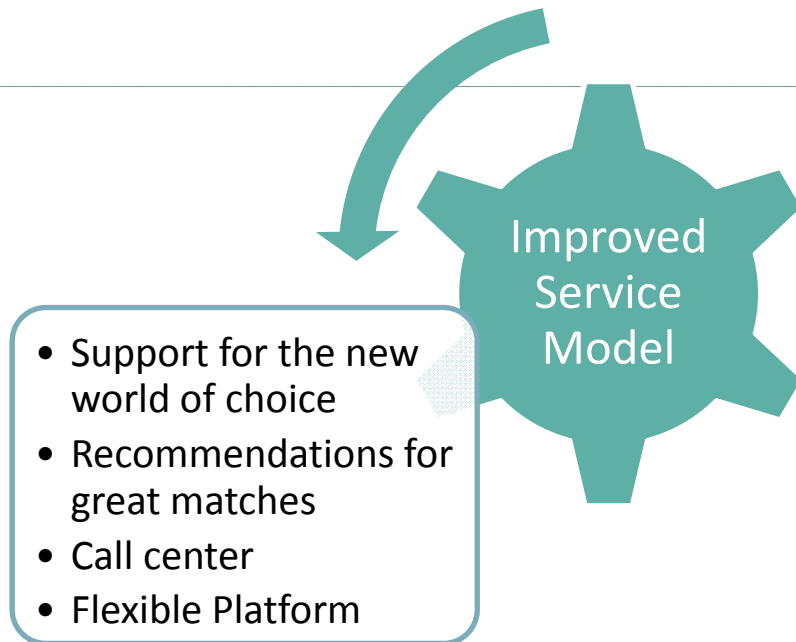 Improved
Service
Model
• Support for the new
world of choice
• Recommendations for
great matches
• Call center
• Flexible Platform